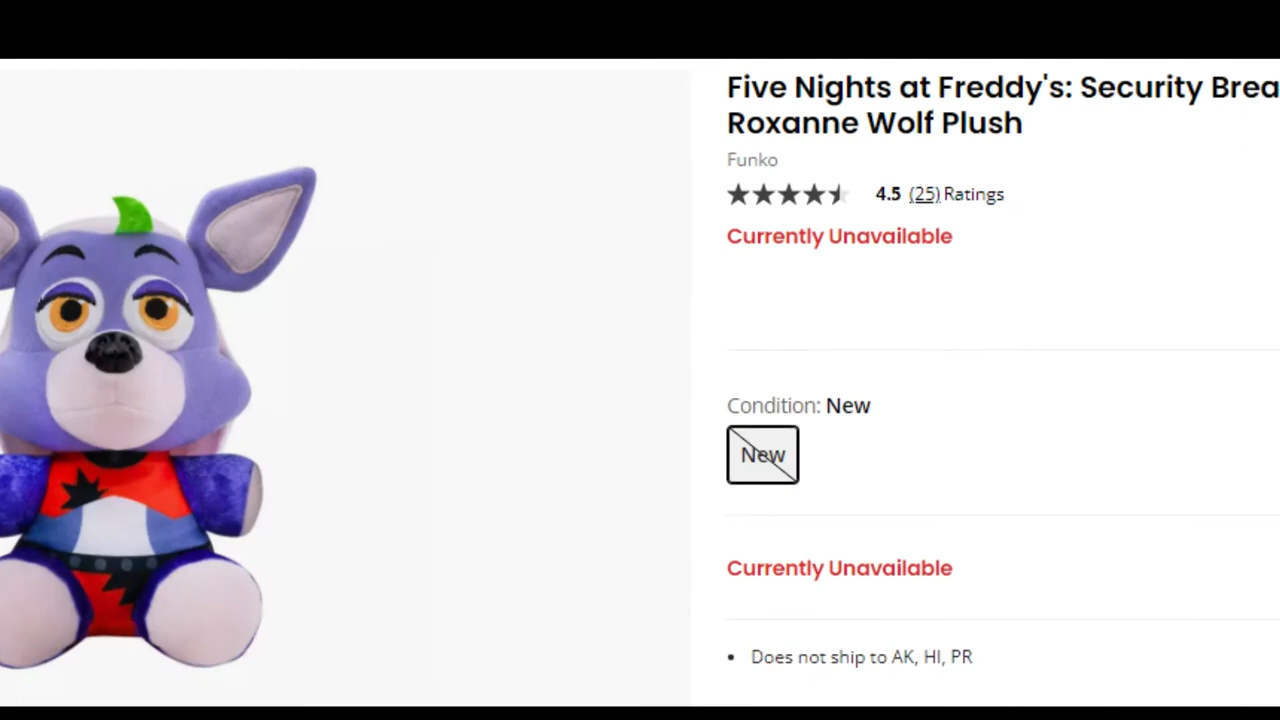 Five Nights at Freddy's: Security Brea
Roxanne Wolf Plush
Funko
4.5 (25) Ratings
Currently Unavailable
Condition: New
New
Currently Unavailable
• Does not ship to AK, HI, PR